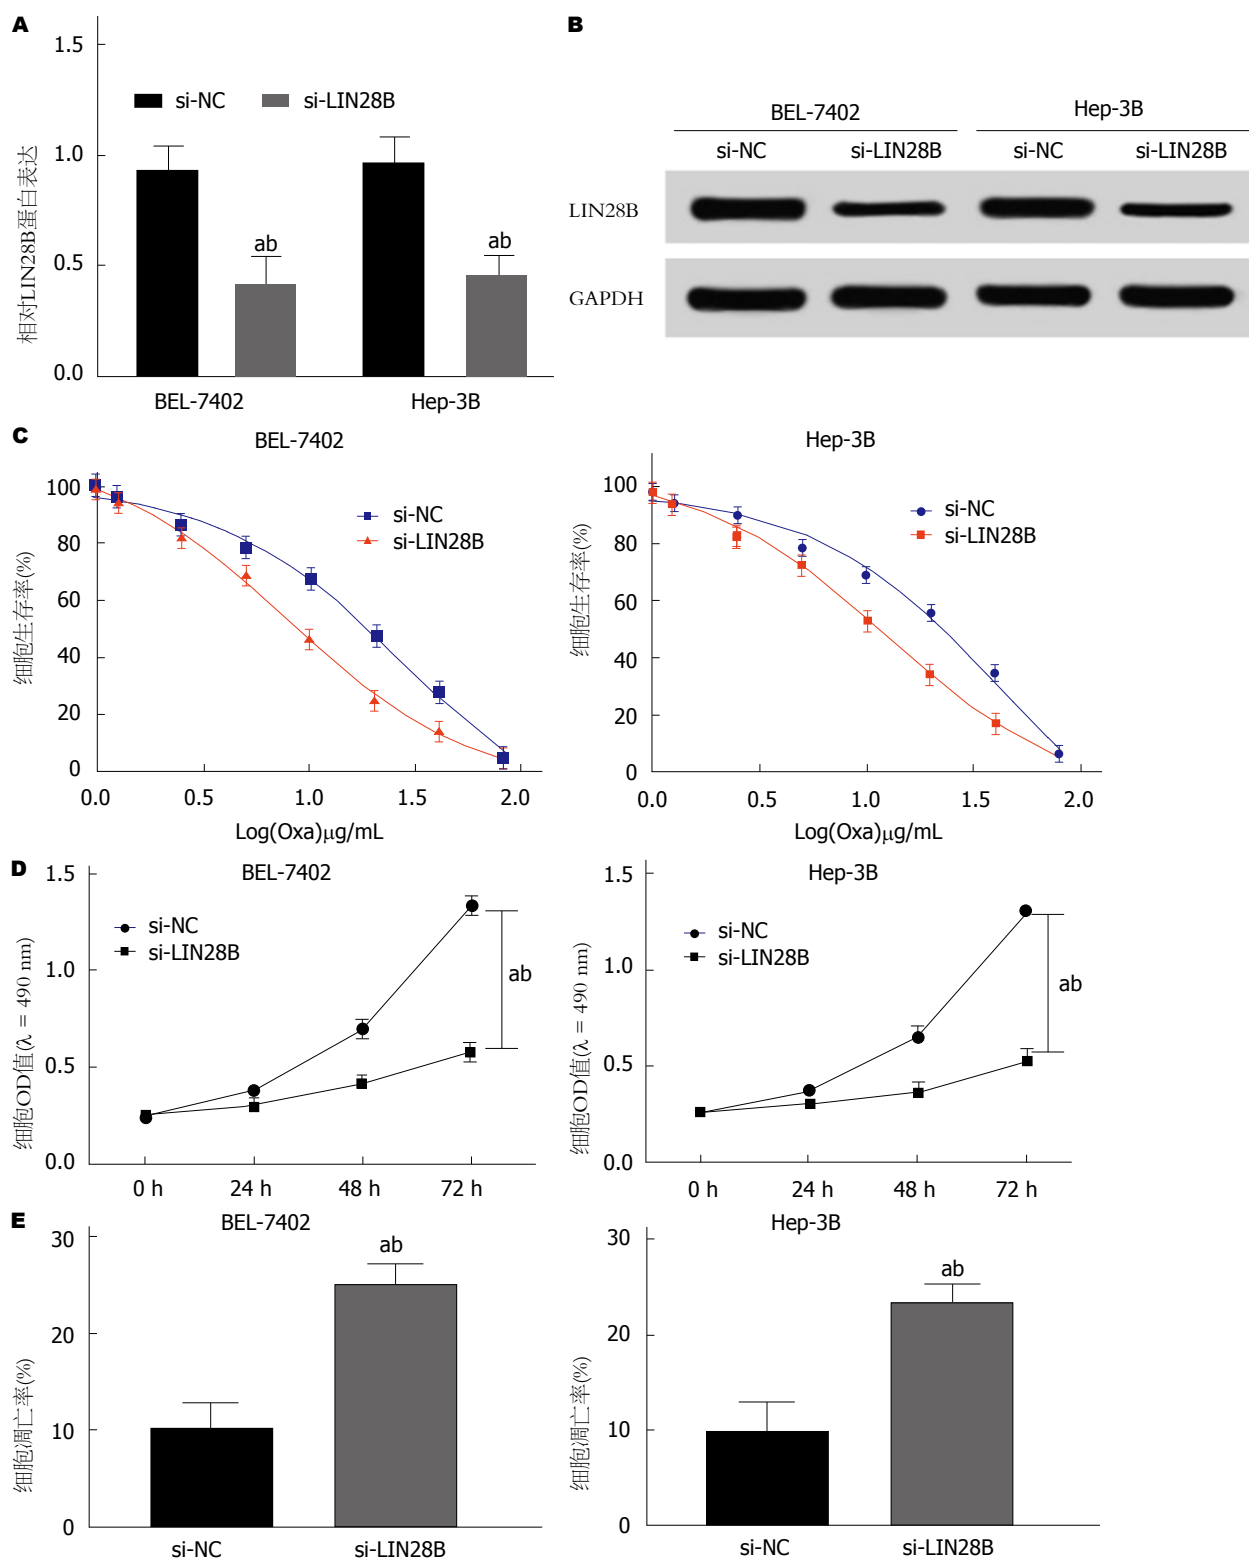 A
1.5
si-NC si-LIN28B
1.0
ab ab
0.5
0.0
相对LIN28B蛋白表达
BEL-7402 Hep-3B
B
BEL-7402 Hep-3B
si-NC si-LIN28B si-NC si-LIN28B
LIN28B
GAPDH
C
BEL-7402
100
80
60
40
20
0
细胞生存率(%)
si-NC
si-LIN28B
0.0 0.5 1.0 1.5 2.0
Log(Oxa)μg/mL
Hep-3B
100
80
60
40
20
0
细胞生存率(%)
si-NC
si-LIN28B
0.0 0.5 1.0 1.5 2.0
Log(Oxa)μg/mL
D
BEL-7402
1.5
1.0
0.5
0.0
细胞OD值(λ = 490 nm)
si-NC
si-LIN28B
ab
0 h 24 h 48 h 72 h
Hep-3B
1.5
1.0
0.5
0.0
细胞OD值(λ = 490 nm)
si-NC
si-LIN28B
ab
0 h 24 h 48 h 72 h
E
BEL-7402
30
20
10
0
细胞凋亡率(%)
ab
si-NC si-LIN28B
Hep-3B
30
20
10
0
细胞凋亡率(%)
ab
si-NC si-LIN28B